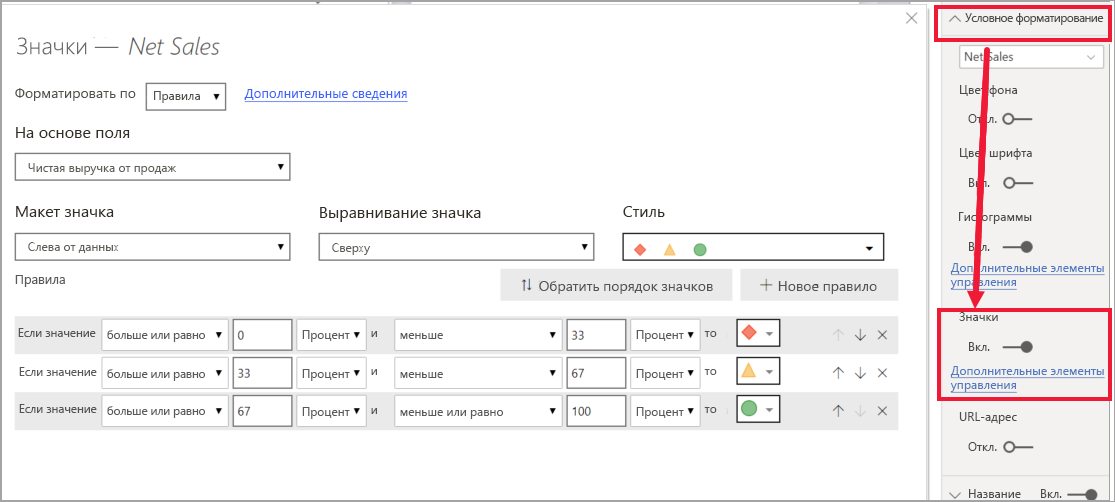 Значки — Net Sales
Форматировать по Правила Дополнительные сведения
На основе поля
Чистая выручка от продаж
Макет значка Выравнивание значка Стиль
Слева от данных Сверху
Правила Обратить порядок значков + Новое правило
Если значение больше или равно 0 Процент и меньше 33 Процент то
Если значение больше или равно 33 Процент и меньше 67 Процент то
Если значение больше или равно 67 Процент и меньше или равно 100 Процент то
Условное форматирование
Net Sales
Цвет фона
Откл.
Цвет шрифта
Вкл.
Гистограммы
Вкл.
Дополнительные элементы
управления
Значки
Вкл.
Дополнительные элементы
управления
URL-адрес
Откл.
Название Вкл.